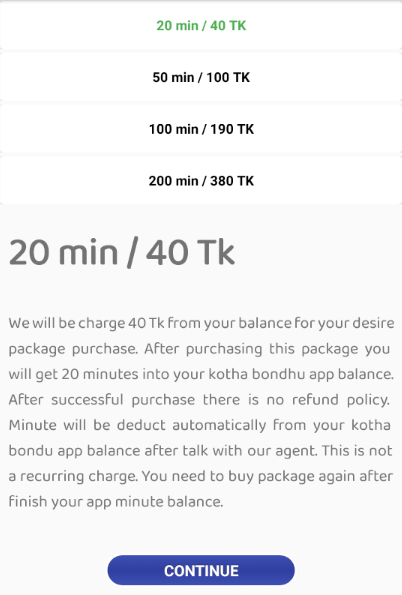 20 min / 40 TK
50 min / 100 TK
100 min / 190 TK
200 min / 380 TK
20 min / 40 Tk
We will be charge 40 Tk from your balance for your desire
package purchase. After purchasing this package you
will get 20 minutes into your kotha bondhu app balance.
After successful purchase there is no refund policy.
Minute will be deduct automatically from your kotha
bondu app balance after talk with our agent. This is not
a recurring charge. You need to buy package again after
finish your app minute balance.
CONTINUE